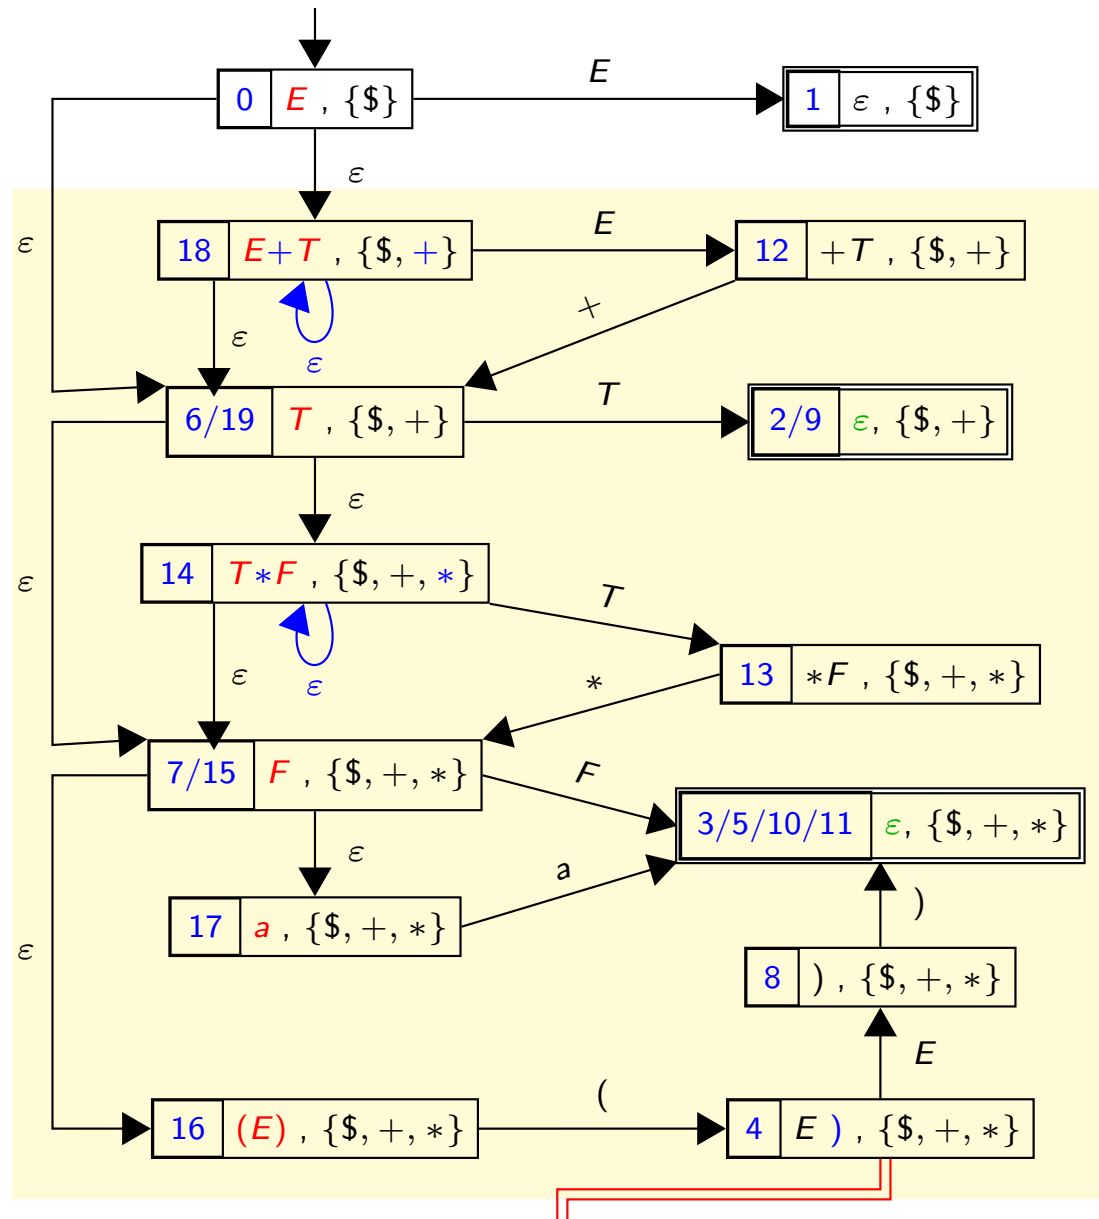 E
0 E , {$} 1 ε , {$}
ε
ε E
18 E+T , {$, +} 12 +T , {$, +}
+
ε
ε
T
6/19 T , {$, +} 2/9 ε, {$, +}
ε
ε
14 T*F , {$, +, *}
T
ε
ε
*
13 *F , {$, +, *}
7/15 F , {$, +, *}
F
3/5/10/11 ε, {$, +, *}
ε
a
)
17 a , {$, +, *}
ε
8 ) , {$, +, *}
E
(
16 (E) , {$, +, *} 4 E ) , {$, +, *}